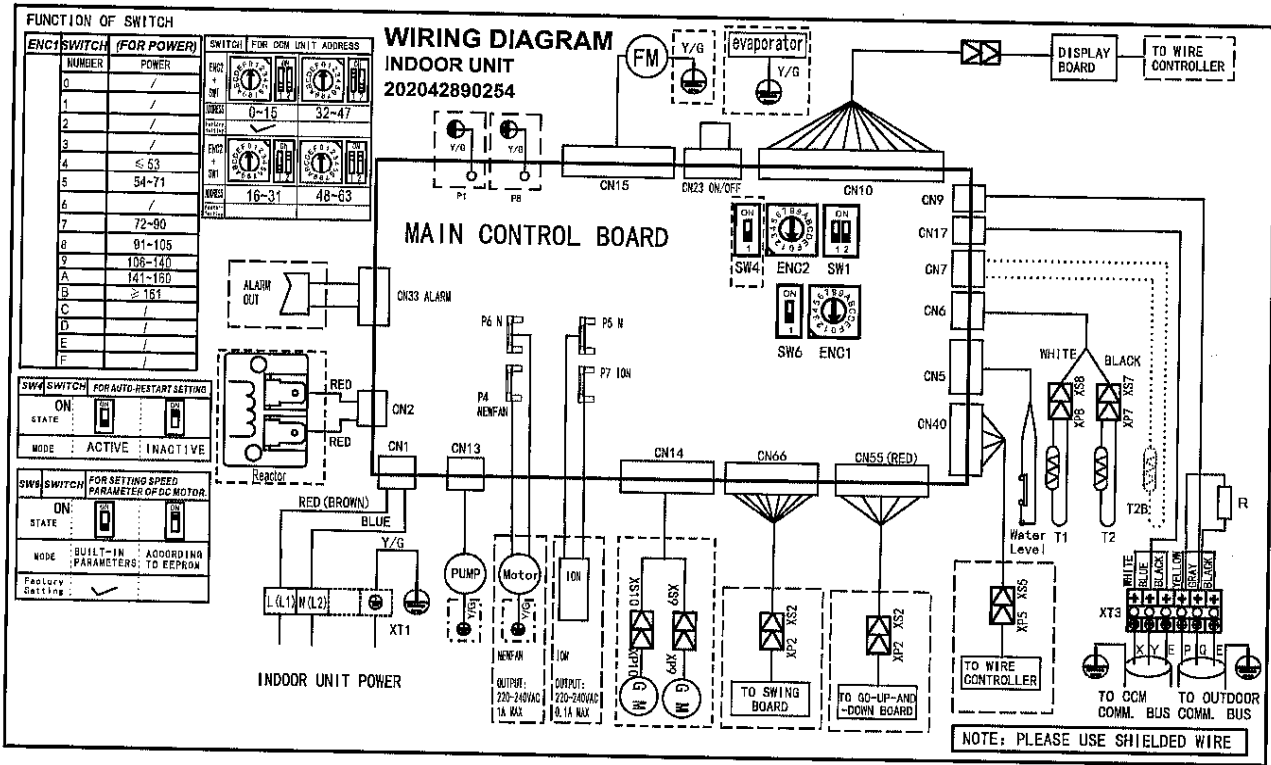 FUNCTION OF SWITCH
ENC1 SWITCH (FOR POWER)
NUMBER POWER
0 /
1 /
2 /
3 /
4 ≤53
5 54~71
6 /
7 72~90
8 91~105
9 106~140
A 141~160
B ≥161
C /
D /
E /
F /
SWITCH FOR CCM UNIT ADDRESS
ENC2
+
SW1
ADDRESS 0~15 32~47
Factory Setting
ENC2
+
SW1
ADDRESS 16~31 48~63
SW4 SWITCH FOR AUTO-RESTART SETTING
ON
STATE
MODE ACTIVE INACTIVE
SW6 SWITCH FOR SETTING SPEED
PARAMETER OF DC MOTOR.
ON
STATE
MODE BUILT-IN PARAMETERS ACCORDING TO EEPROM
Factory Setting
WIRING DIAGRAM
INDOOR UNIT
202042890254
FM Y/G
evaporator
Y/G
DISPLAY
BOARD
TO WIRE
CONTROLLER
Y/G Y/G
P1 P8
CN15
CN23 ON/OFF
CN10
CN9
CN17
CN7
CN6
CN5
CN40
MAIN CONTROL BOARD
ON ON
SW4 ENC2 SW1
ON
SW6 ENC1
ALARM
OUT
CN33 ALARM
RED
RED
CN2
Reactor
P6 N
P4
NEWFAN
P5 N
P7 ION
CN1
CN13
CN14
CN66
CN55(RED)
RED(BROWN)
BLUE
Y/G
L(L1) N(L2)
XT1
INDOOR UNIT POWER
PUMP
Y/G
Motor
Y/G
NEWFAN
OUTPUT:
220-240VAC
1A MAX
ION
ION
OUTPUT:
220-240VAC
0.1A MAX
XS10 XS9
XP10 XP9
G M G M
XS2
XP2
TO SWING
BOARD
XS2
XP2
TO GO-UP-AND
-DOWN BOARD
XS5
XP5
TO WIRE
CONTROLLER
WHITE
BLACK
XS8 XS7
XP8 XP7
Water
Level
T1
T2
T2B
R
WHITE BLUE BLACK YELLOW GRAY BLACK
XT3
X Y E P Q E
TO CCM
COMM. BUS
TO OUTDOOR
COMM. BUS
NOTE: PLEASE USE SHIELDED WIRE